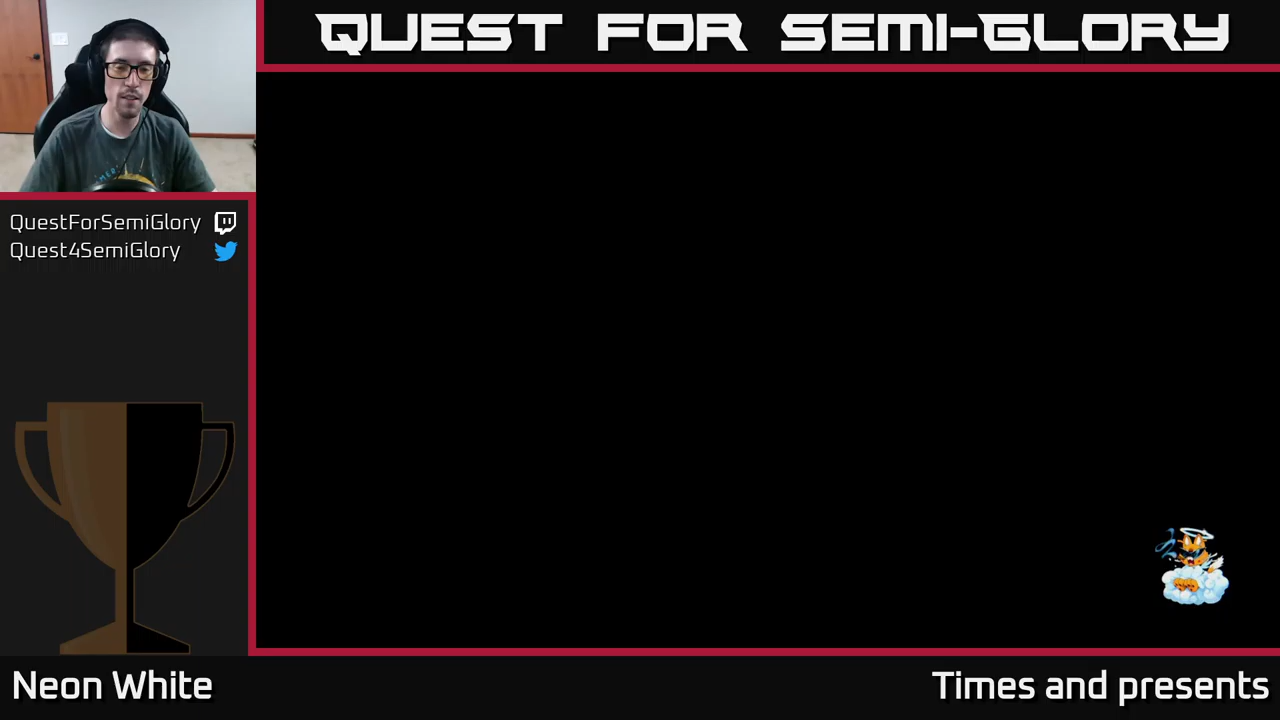 QUEST FOR SEMI-GLORY
QuestForSemiGlory
Quest4SemiGlory
Neon White
Times and presents